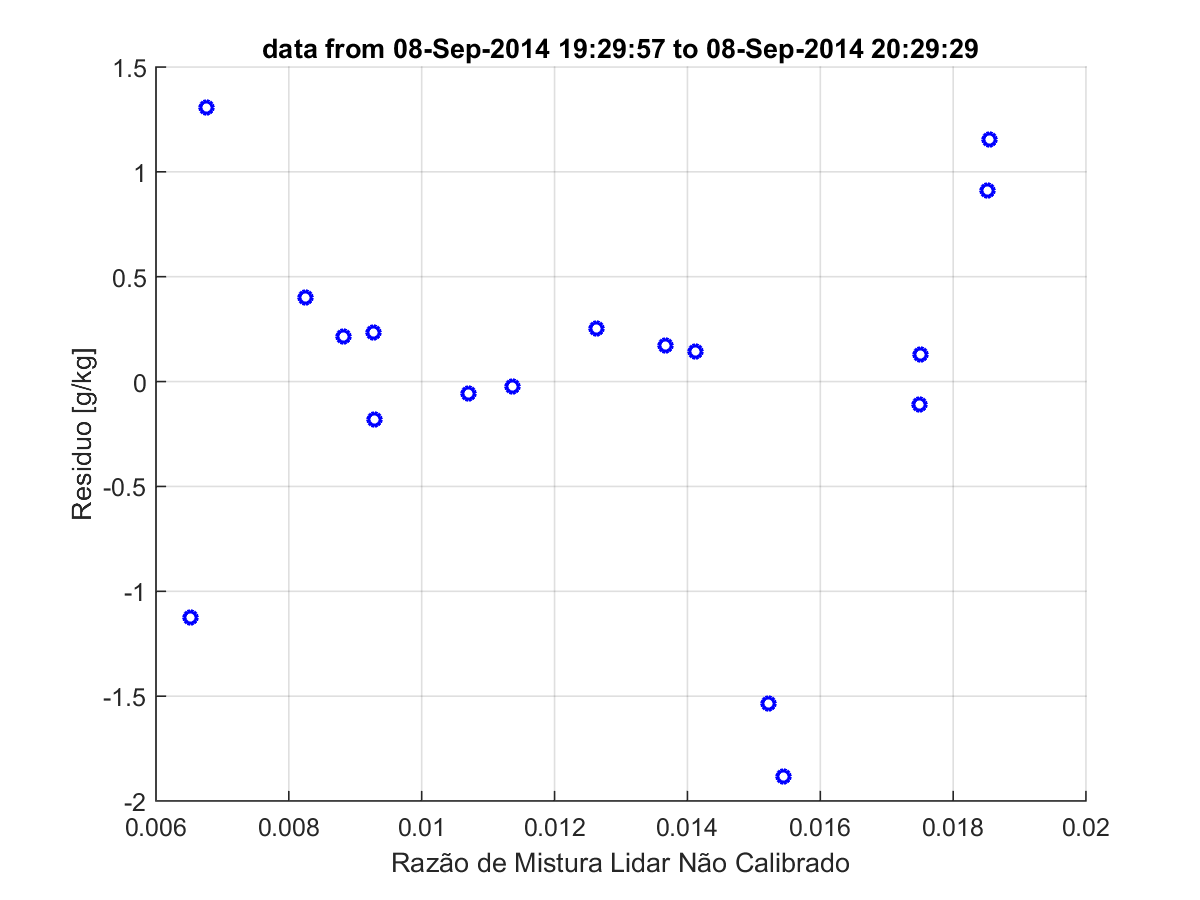 data from 08-Sep-2014 19:29:57 to 08-Sep-2014 20:29:29
1.5
1
0.5
0
-0.5
-1
-1.5
-2
Residuo [g/kg]
0.006 0.008 0.01 0.012 0.014 0.016 0.018 0.02
Razão de Mistura Lidar Não Calibrado